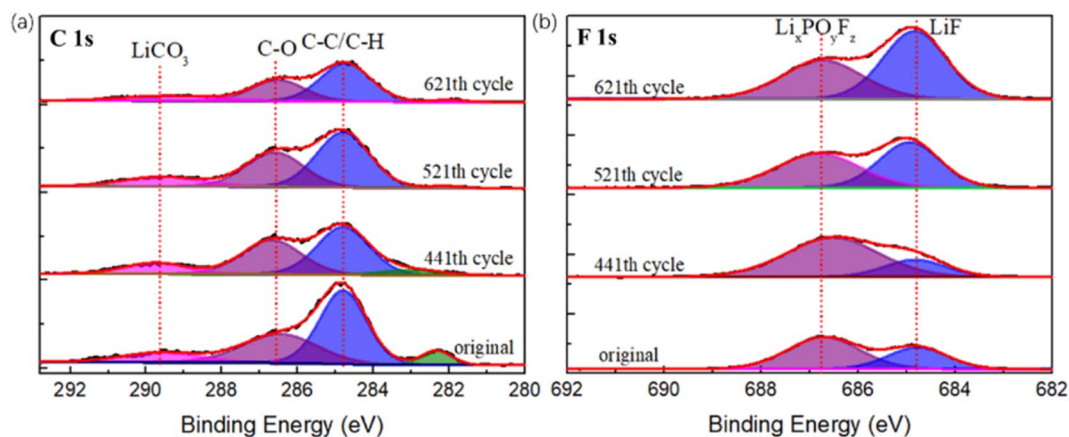 (a)
C 1s
LiCO₃
C-O
C-C/C-H
621th cycle
521th cycle
441th cycle
original
292 290 288 286 284 282 280
Binding Energy (eV)
(b)
F 1s
LiₓPOᵧF_z
LiF
621th cycle
521th cycle
441th cycle
original
692 690 688 686 684 682
Binding Energy (eV)